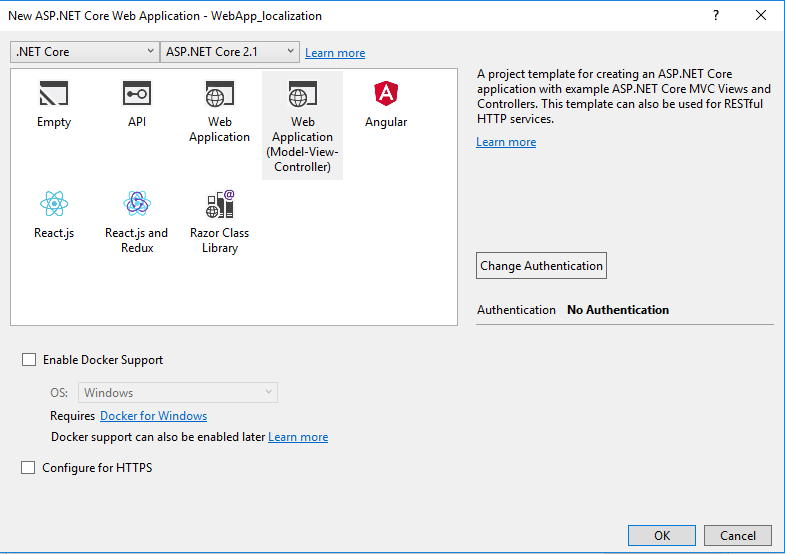 New ASP.NET Core Web Application - WebApp_localization
?
.NET Core
ASP.NET Core 2.1
Learn more
Empty
API
Web
Application
Web
Application
(Model-View-
Controller)
Angular
React.js
React.js and
Redux
Razor Class
Library
A project template for creating an ASP.NET Core
application with example ASP.NET Core MVC Views and
Controllers. This template can also be used for RESTful
HTTP services.
Learn more
Change Authentication
Authentication No Authentication
Enable Docker Support
OS: Windows
Requires Docker for Windows
Docker support can also be enabled later Learn more
Configure for HTTPS
OK
Cancel